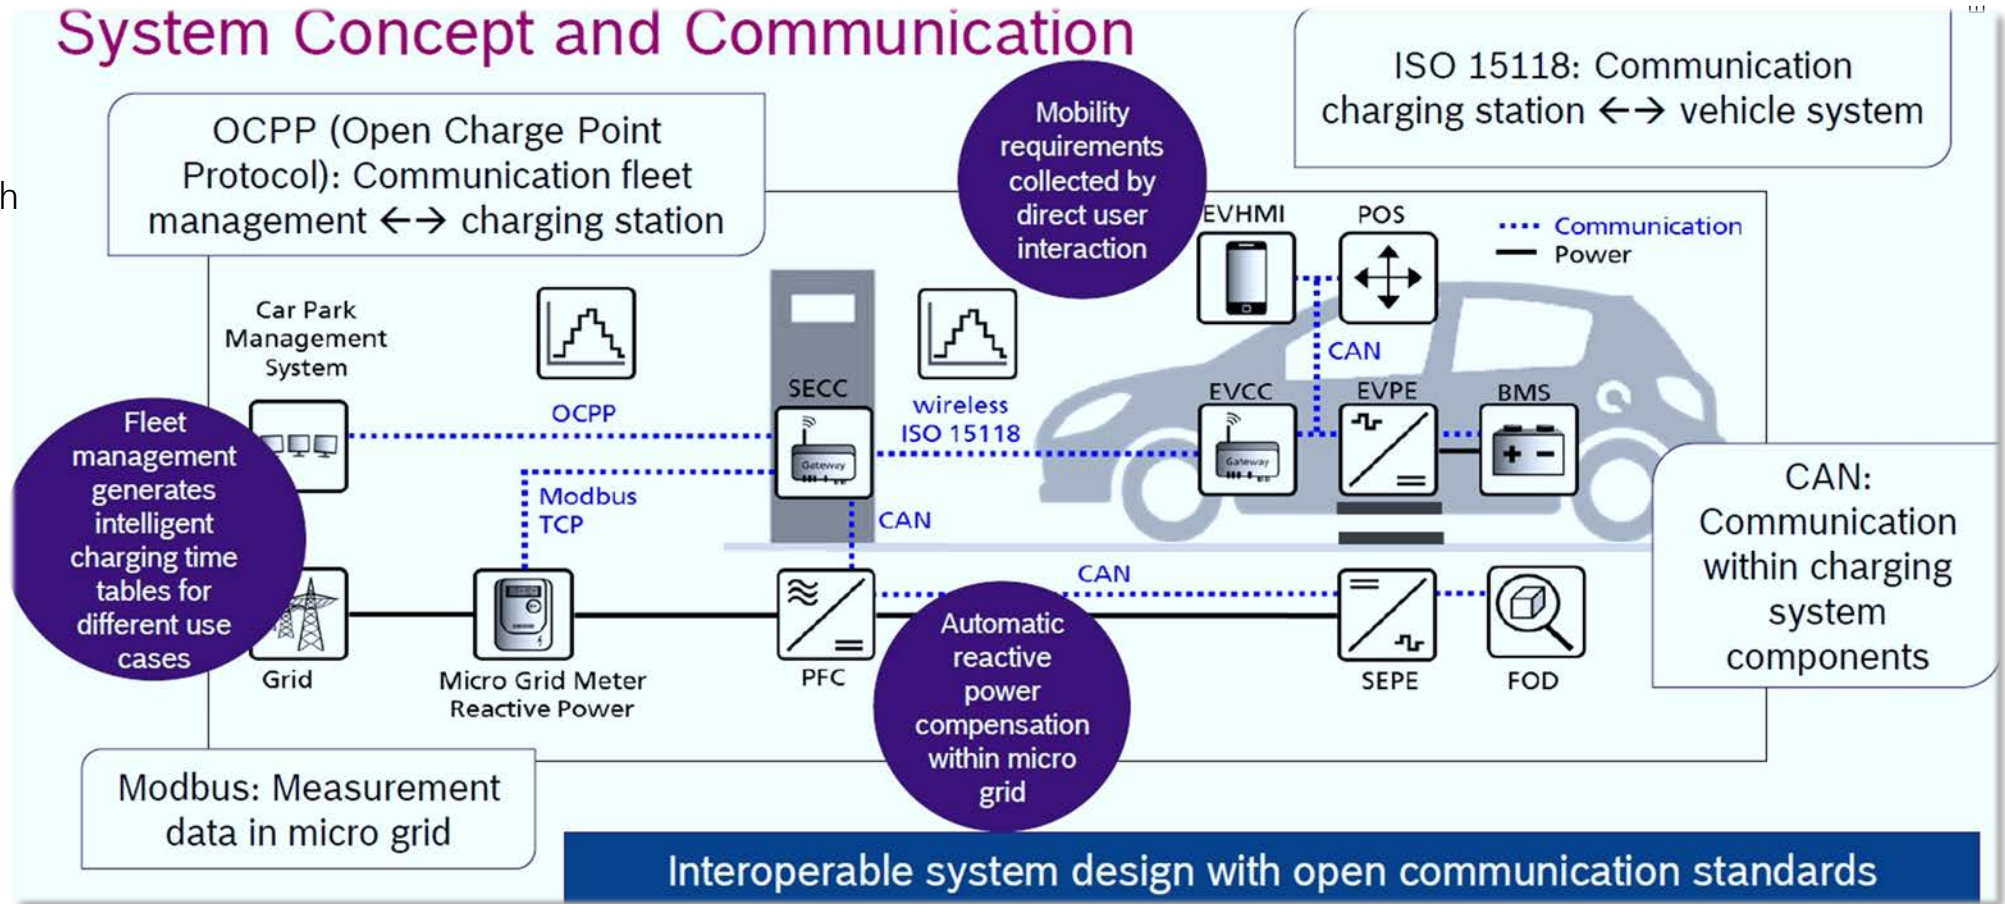 System Concept and Communication
ISO 15118: Communication
charging station ←→ vehicle system
OCPP (Open Charge Point
Protocol): Communication fleet
management ←→ charging station
h
Mobility
requirements
collected by
direct user
interaction
EVHMI
POS
Communication
Power
Car Park
Management
System
CAN
SECC
EVCC
EVPE
BMS
OCPP
wireless
ISO 15118
Gateway
Gateway
Fleet
management
generates
intelligent
charging time
tables for
different use
cases
Modbus
TCP
CAN
CAN:
Communication
within charging
system
components
CAN
Automatic
reactive
power
compensation
within micro
grid
Grid
Micro Grid Meter
Reactive Power
PFC
SEPE
FOD
Modbus: Measurement
data in micro grid
Interoperable system design with open communication standards